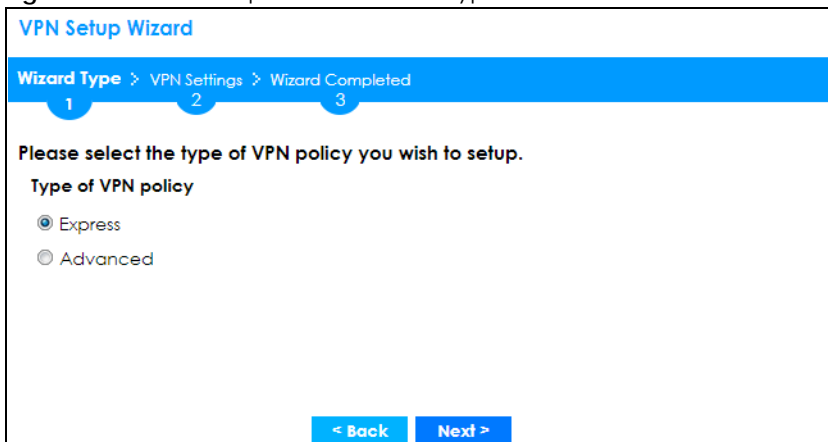 VPN Setup Wizard
Wizard Type > VPN Settings > Wizard Completed
1 2 3
Please select the type of VPN policy you wish to setup.
Type of VPN policy
Express
Advanced
< Back Next >